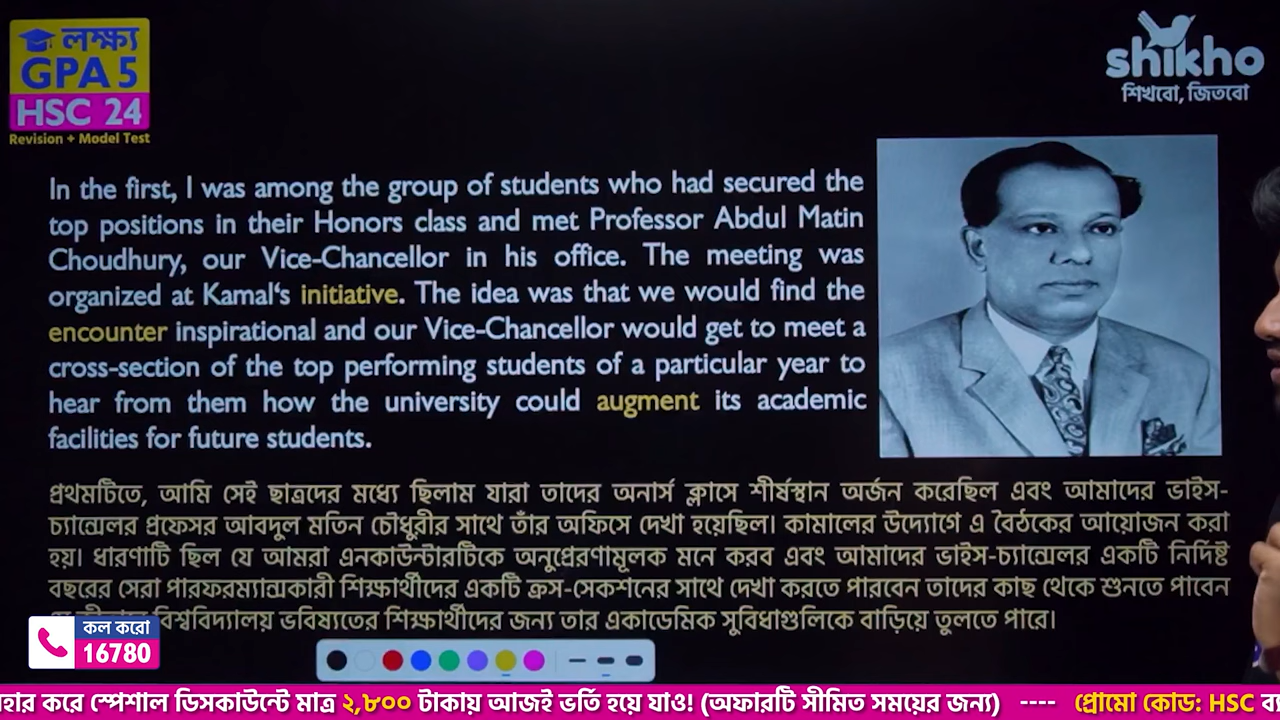 লক্ষ্য
GPA 5
HSC 24
Revision + Model Test
shikho
শিখবো, জিতবো
In the first, I was among the group of students who had secured the
top positions in their Honors class and met Professor Abdul Matin
Choudhury, our Vice-Chancellor in his office. The meeting was
organized at Kamal‘s initiative. The idea was that we would find the
encounter inspirational and our Vice-Chancellor would get to meet a
cross-section of the top performing students of a particular year to
hear from them how the university could augment its academic
facilities for future students.
প্রথমটিতে, আমি সেই ছাত্রদের মধ্যে ছিলাম যারা তাদের অনার্স ক্লাসে শীর্ষস্থান অর্জন করেছিল এবং আমাদের ভাইস-
চ্যান্সেলর প্রফেসর আবদুল মতিন চৌধুরীর সাথে তাঁর অফিসে দেখা হয়েছিল। কামালের উদ্যোগে এ বৈঠকের আয়োজন করা
হয়। ধারণাটি ছিল যে আমরা এনকাউন্টারটিকে অনুপ্রেরণামূলক মনে করব এবং আমাদের ভাইস-চ্যান্সেলর একটি নির্দিষ্ট
বছরের সেরা পারফরম্যান্সকারী শিক্ষার্থীদের একটি ক্রস-সেকশনের সাথে দেখা করতে পারবেন তাদের কাছ থেকে শুনতে পাবেন
বিশ্ববিদ্যালয় ভবিষ্যতের শিক্ষার্থীদের জন্য তার একাডেমিক সুবিধাগুলিকে বাড়িয়ে তুলতে পারে।
কল করো
16780
হার করে স্পেশাল ডিসকাউন্টে মাত্র ২,৮০০ টাকায় আজই ভর্তি হয়ে যাও! (অফারটি সীমিত সময়ের জন্য) ---- প্রোমো কোড: HSC ব্য